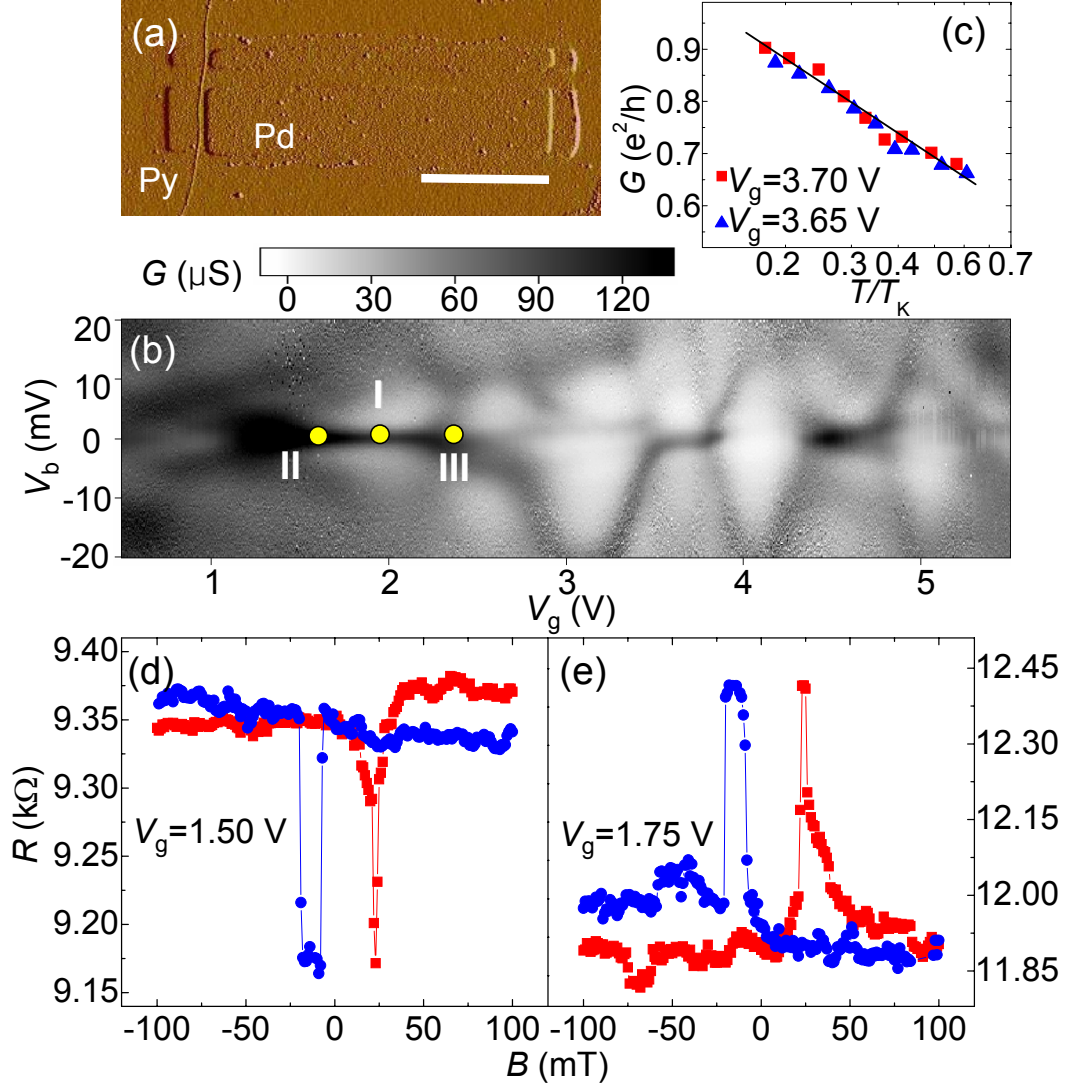 (a)
Pd
Py
(c)
G (e²/h)
0.9
0.8
0.7
0.6
V_g=3.70 V
V_g=3.65 V
0.2 0.3 0.4 0.6 0.7
T/T_K
G (μS)
0 30 60 90 120
(b)
V_b (mV)
20
10
0
-10
-20
I
II
III
1 2 3 4 5
V_g (V)
(d)
R (kΩ)
9.40
9.35
9.30
9.25
9.20
9.15
V_g=1.50 V
-100 -50 0 50 100
(e)
12.45
12.30
12.15
12.00
11.85
V_g=1.75 V
-100 -50 0 50 100
B (mT)